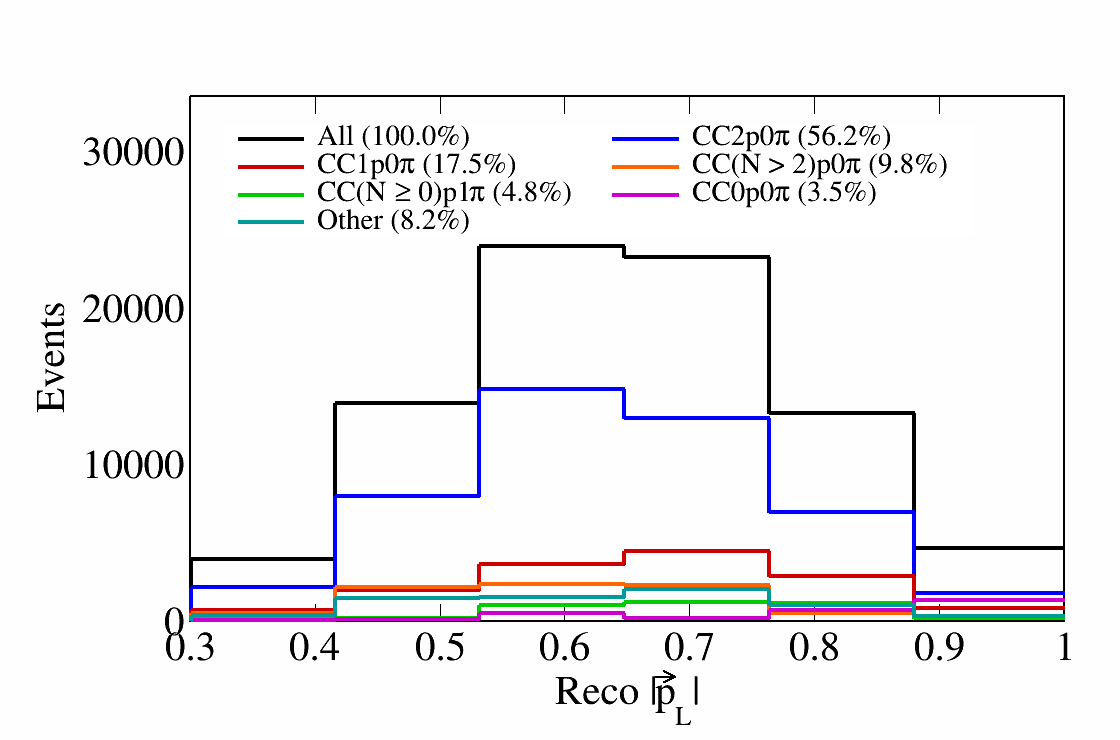 30000
20000
10000
0
Events
All (100.0%)
CC2p0π (56.2%)
CC1p0π (17.5%)
CC(N > 2)p0π (9.8%)
CC(N ≥ 0)p1π (4.8%)
CC0p0π (3.5%)
Other (8.2%)
0.3 0.4 0.5 0.6 0.7 0.8 0.9 1
Reco |p⃗_L|